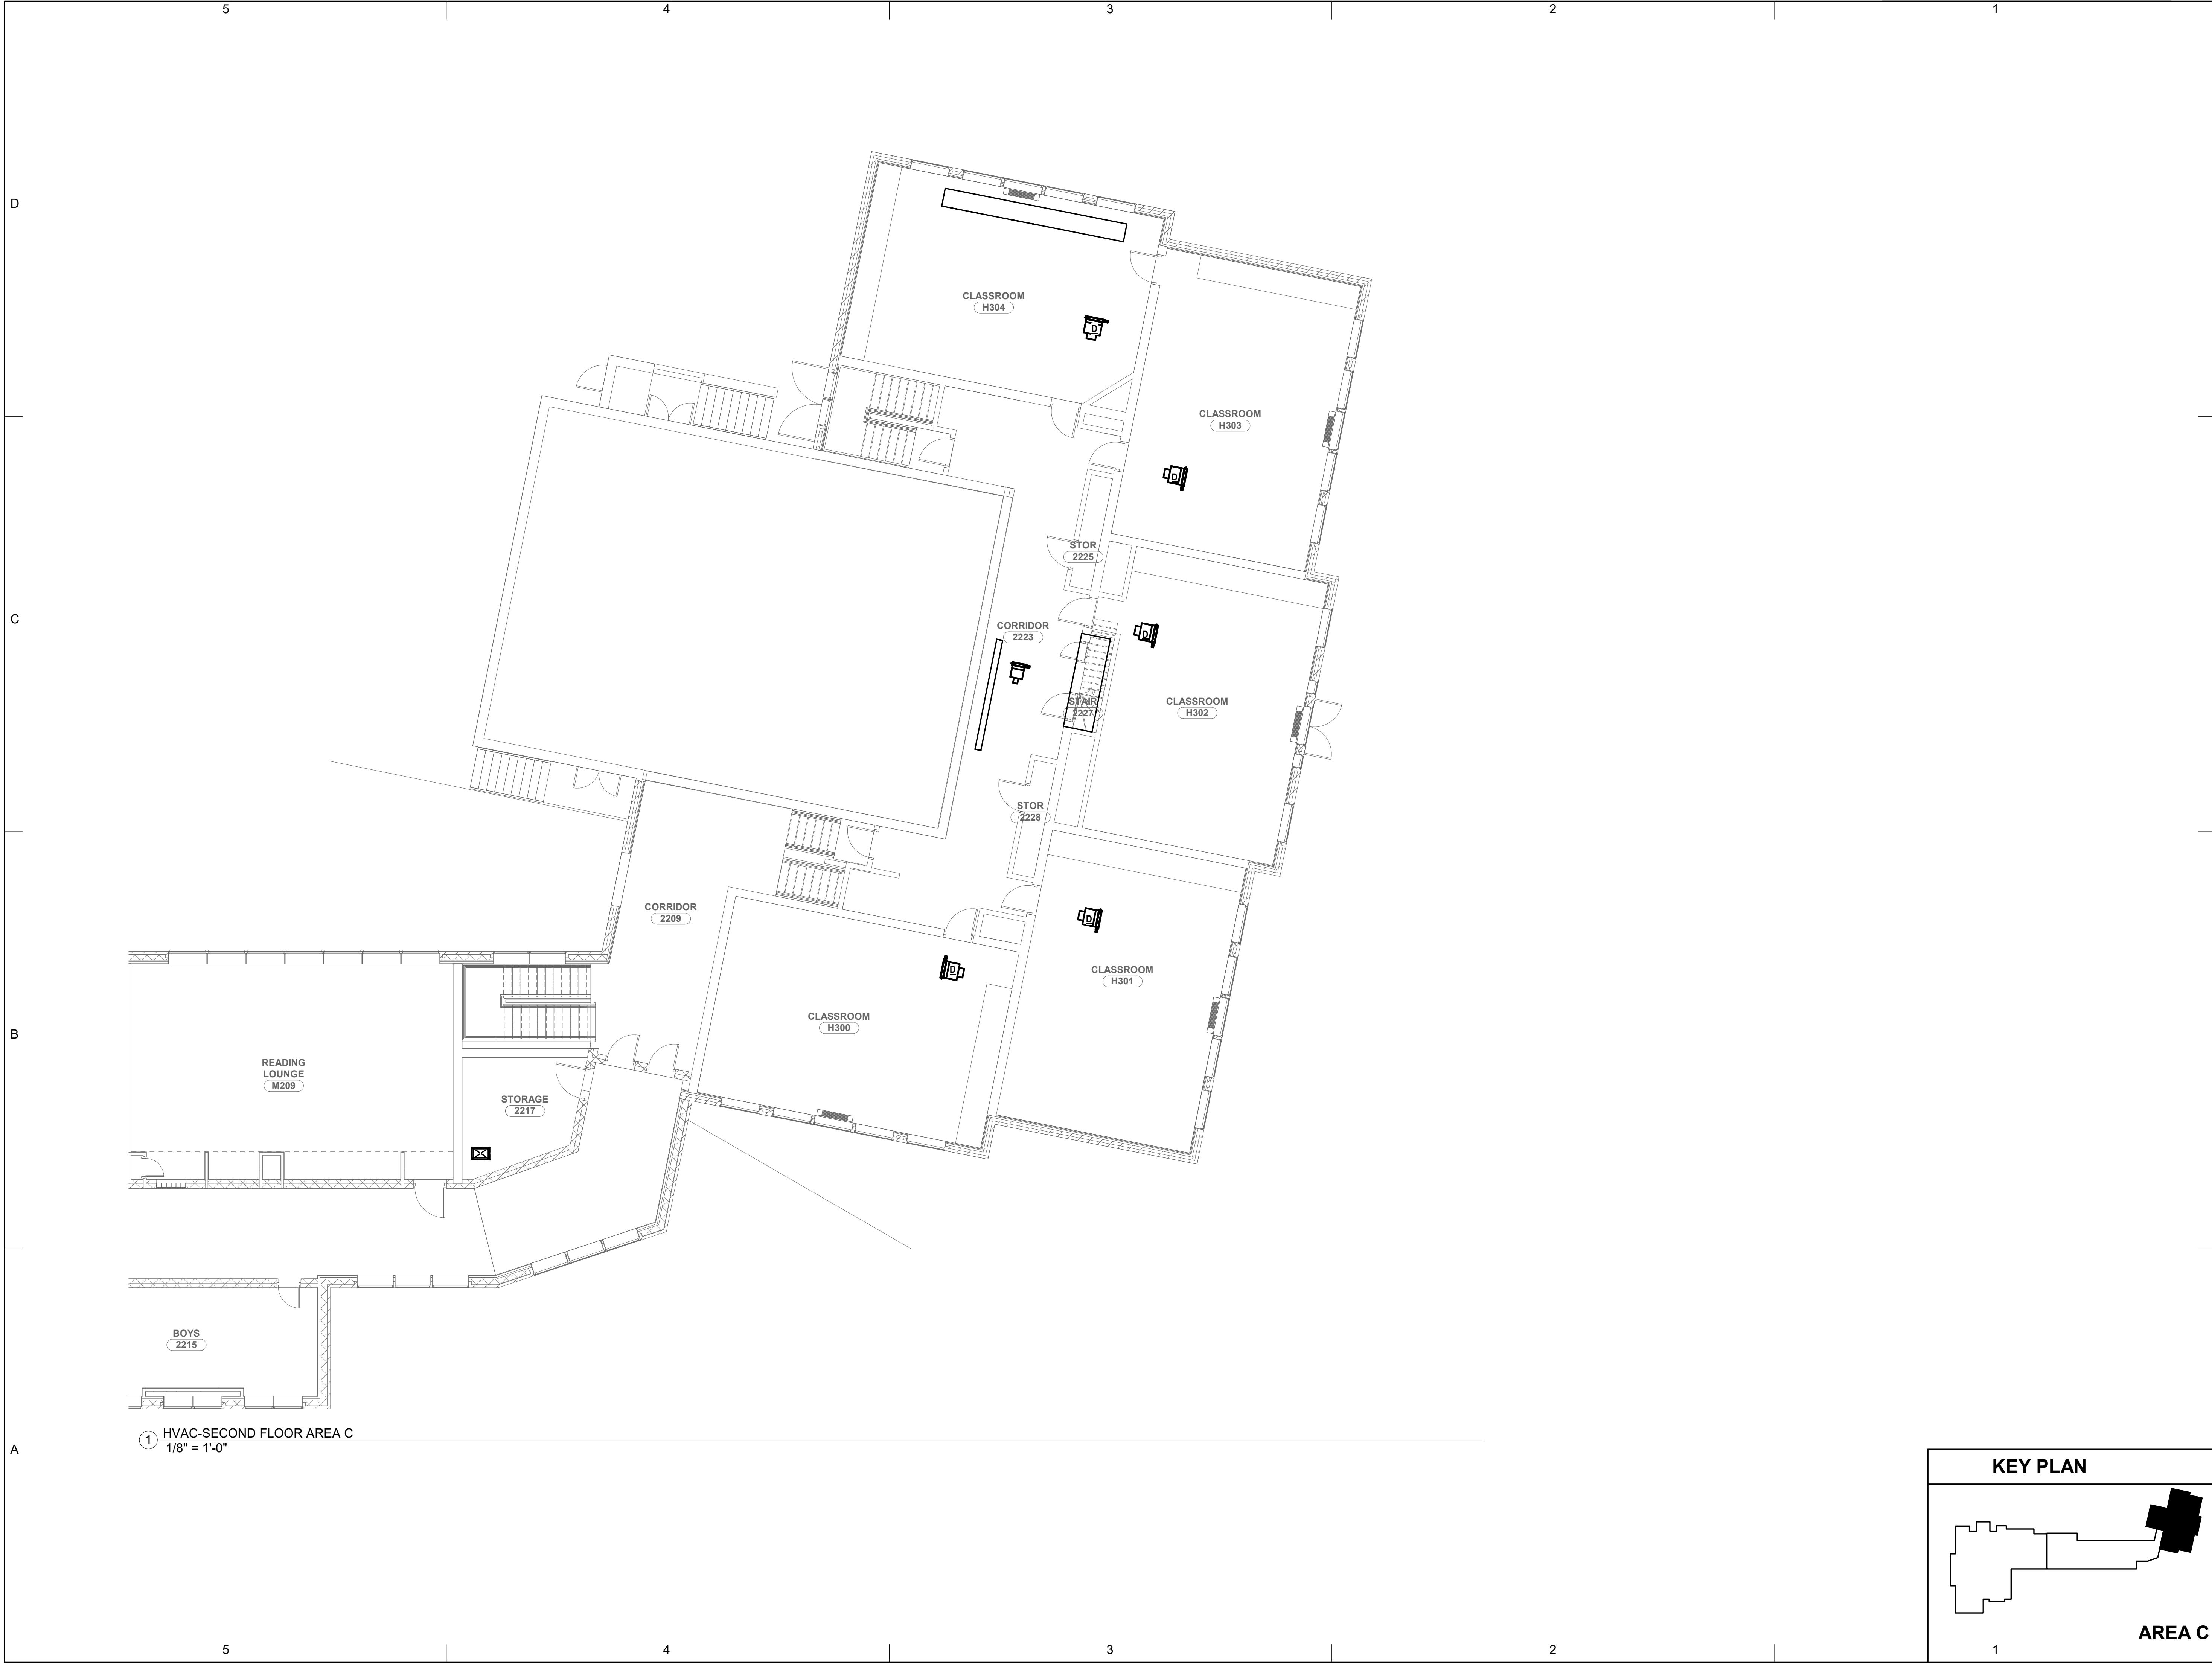 5 4 3 2 1
D
CLASSROOM
H304
D
CLASSROOM
H303
D
STOR
2225
C
CORRIDOR
2223
D
STAIR
2227
CLASSROOM
H302
STOR
2228
CORRIDOR
2209
D
CLASSROOM
H301
D
CLASSROOM
H300
B
READING
LOUNGE
M209
STORAGE
2217
BOYS
2215
1 HVAC-SECOND FLOOR AREA C
1/8" = 1'-0"
A
KEY PLAN
AREA C
5 4 3 2 1